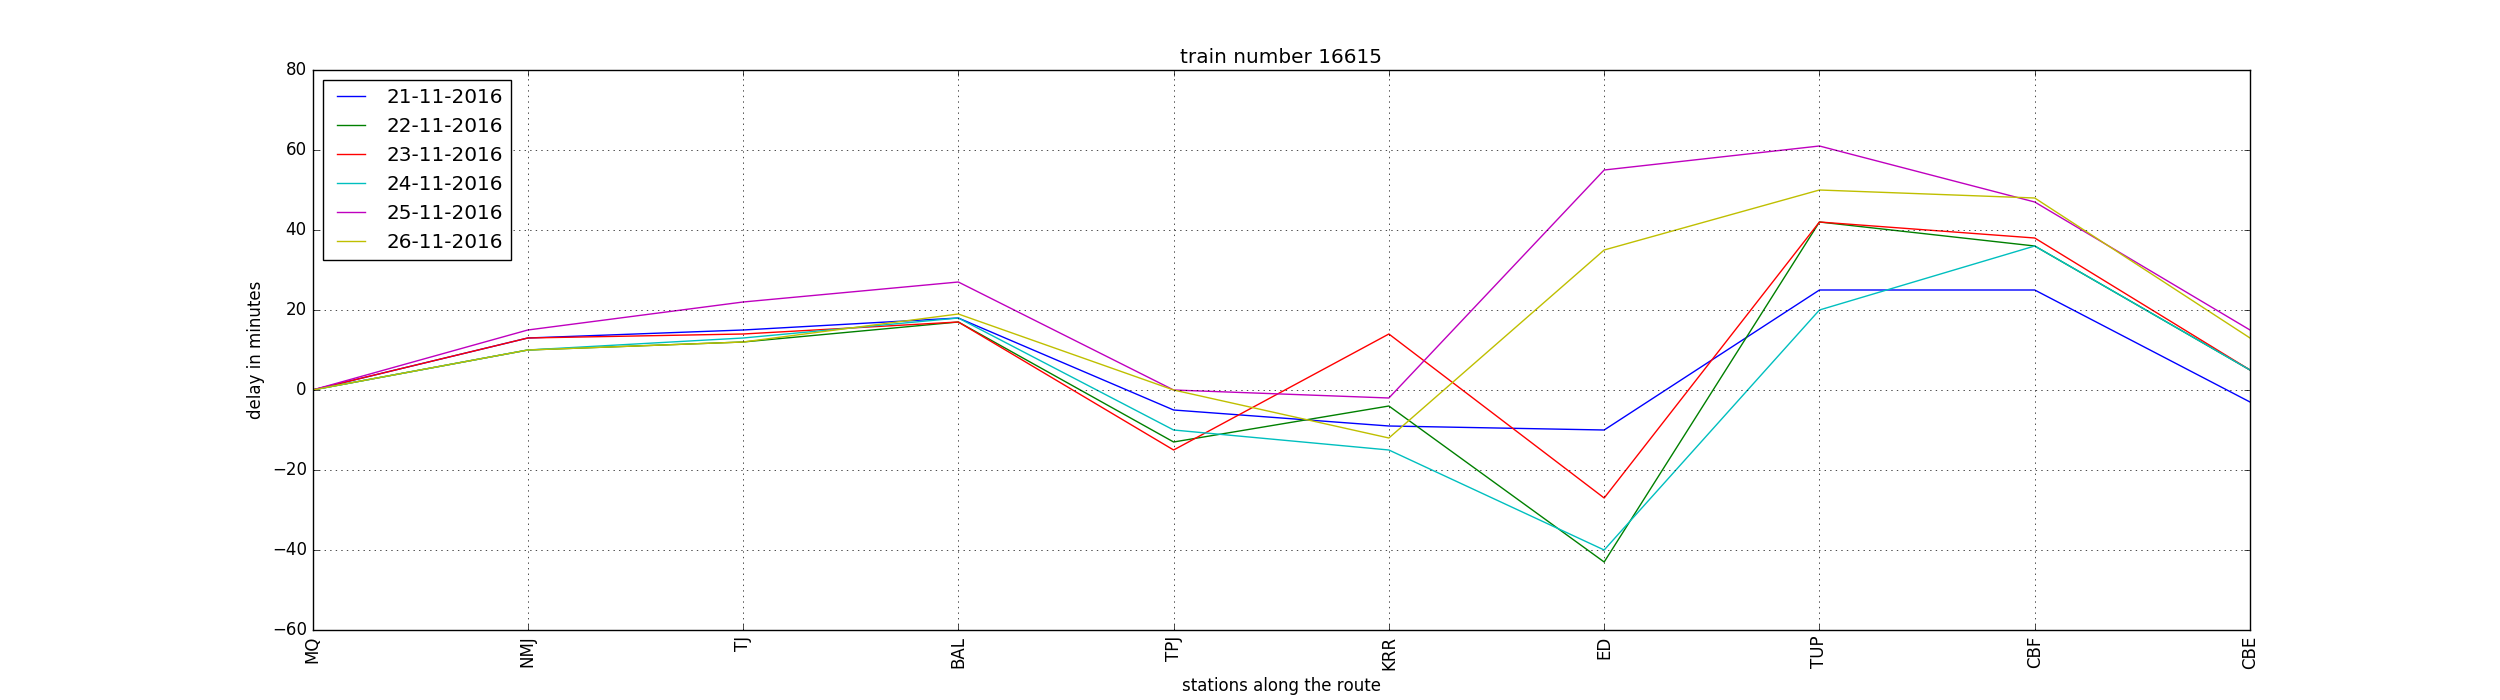 train number 16615
80
60
40
20
0
−20
−40
−60
delay in minutes
21-11-2016
22-11-2016
23-11-2016
24-11-2016
25-11-2016
26-11-2016
MQ
NMJ
TJ
BAL
TPJ
KRR
ED
TUP
CBF
CBE
stations along the route